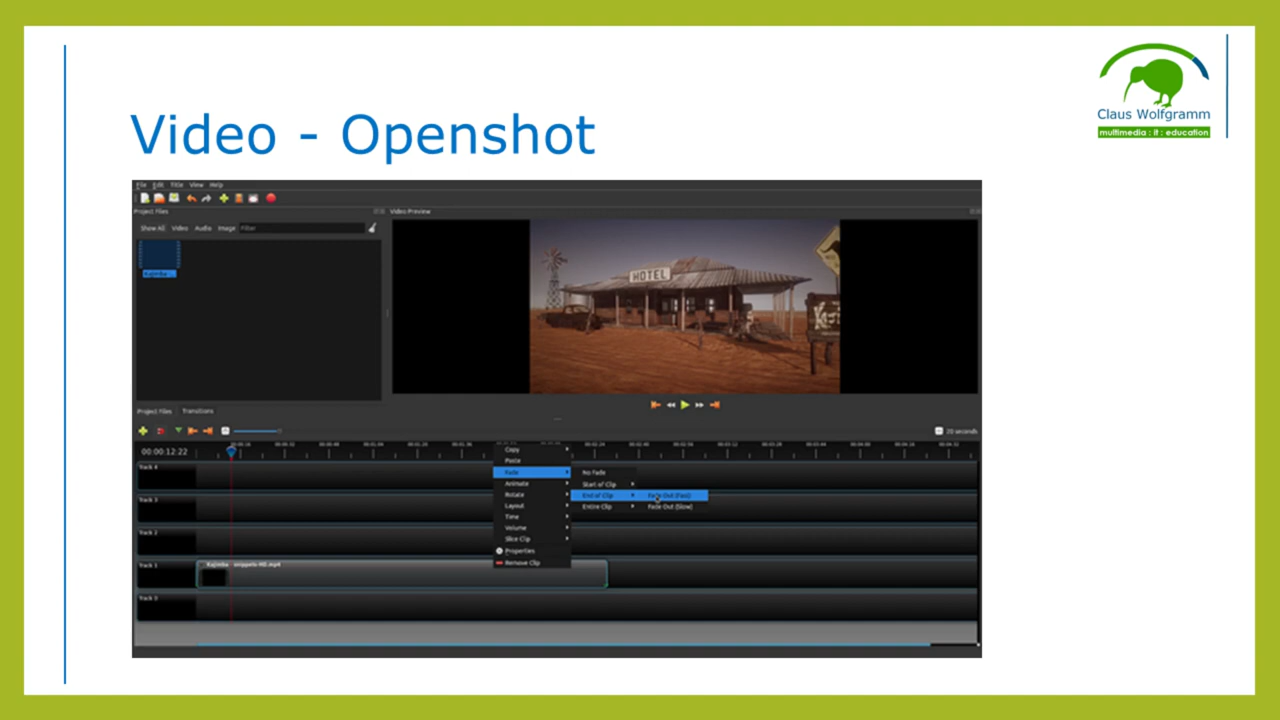 Claus Wolfgramm
multimedia : it : education
Video - Openshot
File Edit Title View Help
Project Files
Video Preview
Show All Video Audio Image Filter
HOTEL
Project Files Transitions
20 seconds
00:00:12:22
Copy
Paste
Fade
No Fade
Animate
Start of Clip
Rotate
End of Clip
Fade Out (Fast)
Layout
Entire Clip
Fade Out (Slow)
Time
Volume
Slice Clip
Properties
Remove Clip
Track 4
Track 3
Track 2
Track 1
Track 0